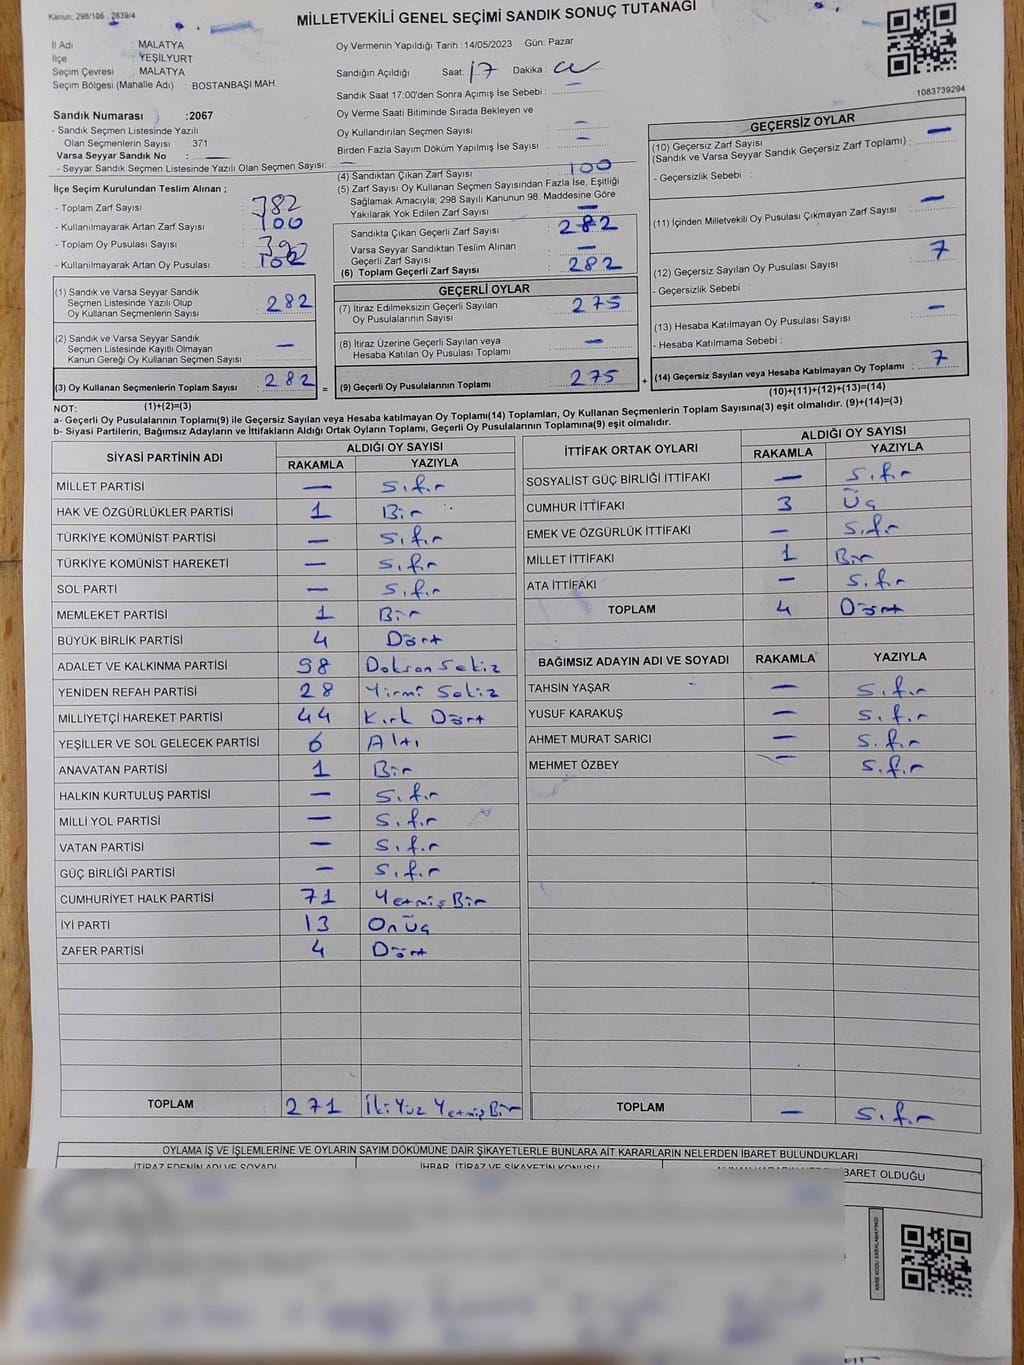 Kanun: 298/105, 2839/4
MİLLETVEKİLİ GENEL SEÇİMİ SANDIK SONUÇ TUTANAĞI
İl Adı : MALATYA
İlçe : YEŞİLYURT
Seçim Çevresi : MALATYA
Seçim Bölgesi (Mahalle Adı) : BOSTANBAŞI MAH
Oy Vermenin Yapıldığı Tarih : 14/05/2023 Gün: Pazar
Sandığın Açıldığı Saat: 17 Dakika:
Sandık Saat 17:00'den Sonra Açımış İse Sebebi :
Oy Verme Saati Bitiminde Sırada Bekleyen ve
Oy Kullandırılan Seçmen Sayısı : —
Birden Fazla Sayım Döküm Yapılmış İse Sayısı : —
1083739294
Sandık Numarası :2067
- Sandık Seçmen Listesinde Yazılı
Olan Seçmenlerin Sayısı : 371
Varsa Seyyar Sandık No : —
- Seyyar Sandık Seçmen Listesinde Yazılı Olan Seçmen Sayısı: —
İlçe Seçim Kurulundan Teslim Alınan ;
- Toplam Zarf Sayısı : 382
- Kullanılmayarak Artan Zarf Sayısı : 100
- Toplam Oy Pusulası Sayısı :
- Kullanılmayarak Artan Oy Pusulası :
(1) Sandık ve Varsa Seyyar Sandık
Seçmen Listesinde Yazılı Olup
Oy Kullanan Seçmenlerin Sayısı : 282
(2) Sandık ve Varsa Seyyar Sandık
Seçmen Listesinde Kayıtlı Olmayan
Kanun Gereği Oy Kullanan Seçmen Sayısı : —
(3) Oy Kullanan Seçmenlerin Toplam Sayısı : 282 =
(1)+(2)=(3)
(4) Sandıktan Çıkan Zarf Sayısı : 100
(5) Zarf Sayısı Oy Kullanan Seçmen Sayısından Fazla İse, Eşitliği
Sağlamak Amacıyla; 298 Sayılı Kanunun 98. Maddesine Göre
Yakılarak Yok Edilen Zarf Sayısı : —
Sandıkta Çıkan Geçerli Zarf Sayısı : 282
Varsa Seyyar Sandıktan Teslim Alınan
Geçerli Zarf Sayısı : —
(6) Toplam Geçerli Zarf Sayısı : 282
GEÇERLİ OYLAR
(7) İtiraz Edilmeksizin Geçerli Sayılan
Oy Pusulalarının Sayısı : 275
(8) İtiraz Üzerine Geçerli Sayılan veya
Hesaba Katılan Oy Pusulası Toplamı : —
(9) Geçerli Oy Pusulalarının Toplamı : 275 +
GEÇERSİZ OYLAR
(10) Geçersiz Zarf Sayısı
(Sandık ve Varsa Seyyar Sandık Geçersiz Zarf Toplamı) : —
- Geçersizlik Sebebi :
(11) İçinden Milletvekili Oy Pusulası Çıkmayan Zarf Sayısı : —
(12) Geçersiz Sayılan Oy Pusulası Sayısı : 7
- Geçersizlik Sebebi :
(13) Hesaba Katılmayan Oy Pusulası Sayısı : —
- Hesaba Katılmama Sebebi :
(14) Geçersiz Sayılan veya Hesaba Katılmayan Oy Toplamı : 7
(10)+(11)+(12)+(13)=(14)
NOT:
a- Geçerli Oy Pusulalarının Toplamı(9) ile Geçersiz Sayılan veya Hesaba katılmayan Oy Toplamı(14) Toplamları, Oy Kullanan Seçmenlerin Toplam Sayısına(3) eşit olmalıdır. (9)+(14)=(3)
b- Siyasi Partilerin, Bağımsız Adayların ve İttifakların Aldığı Ortak Oyların Toplamı, Geçerli Oy Pusulalarının Toplamına(9) eşit olmalıdır.
SİYASİ PARTİNİN ADI ALDIĞI OY SAYISI
RAKAMLA YAZIYLA
MİLLET PARTİSİ — Sıfır
HAK VE ÖZGÜRLÜKLER PARTİSİ 1 Bir
TÜRKİYE KOMÜNİST PARTİSİ — Sıfır
TÜRKİYE KOMÜNİST HAREKETİ — Sıfır
SOL PARTİ — Sıfır
MEMLEKET PARTİSİ 1 Bir
BÜYÜK BİRLİK PARTİSİ 4 Dört
ADALET VE KALKINMA PARTİSİ 98 Doksan Sekiz
YENİDEN REFAH PARTİSİ 28 Yirmi Sekiz
MİLLİYETÇİ HAREKET PARTİSİ 44 Kırk Dört
YEŞİLLER VE SOL GELECEK PARTİSİ 6 Altı
ANAVATAN PARTİSİ 1 Bir
HALKIN KURTULUŞ PARTİSİ — Sıfır
MİLLİ YOL PARTİSİ — Sıfır
VATAN PARTİSİ — Sıfır
GÜÇ BİRLİĞİ PARTİSİ — Sıfır
CUMHURİYET HALK PARTİSİ 71 Yetmiş Bir
İYİ PARTİ 13 On Üç
ZAFER PARTİSİ 4 Dört
TOPLAM 271 İki Yüz Yetmiş Bir
İTTİFAK ORTAK OYLARI ALDIĞI OY SAYISI
RAKAMLA YAZIYLA
SOSYALİST GÜÇ BİRLİĞİ İTTİFAKI — Sıfır
CUMHUR İTTİFAKI 3 Üç
EMEK VE ÖZGÜRLÜK İTTİFAKI — Sıfır
MİLLET İTTİFAKI 1 Bir
ATA İTTİFAKI — Sıfır
TOPLAM 4 Dört
BAĞIMSIZ ADAYIN ADI VE SOYADI RAKAMLA YAZIYLA
TAHSİN YAŞAR — Sıfır
YUSUF KARAKUŞ — Sıfır
AHMET MURAT SARICI — Sıfır
MEHMET ÖZBEY — Sıfır
TOPLAM — Sıfır
OYLAMA İŞ VE İŞLEMLERİNE VE OYLARIN SAYIM DÖKÜMÜNE DAİR ŞİKAYETLERLE BUNLARA AİT KARARLARIN NELERDEN İBARET BULUNDUKLARI
İTİRAZ EDENİN ADI VE SOYADI İHBAR, İTİRAZ VE ŞİKAYETİN KONUSU BARET OLDUĞU
KARE KODU KARALAMAYINIZ!